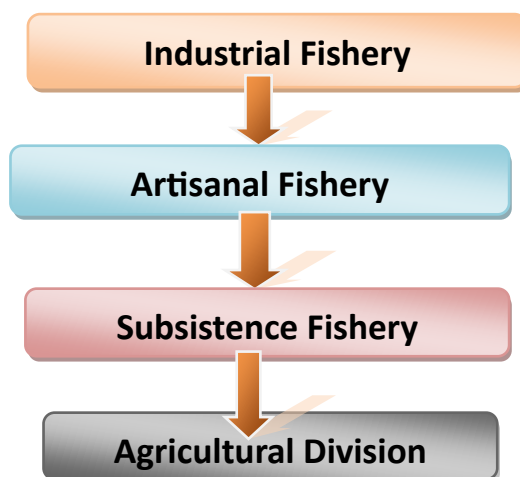 Industrial Fishery
Artisanal Fishery
Subsistence Fishery
Agricultural Division